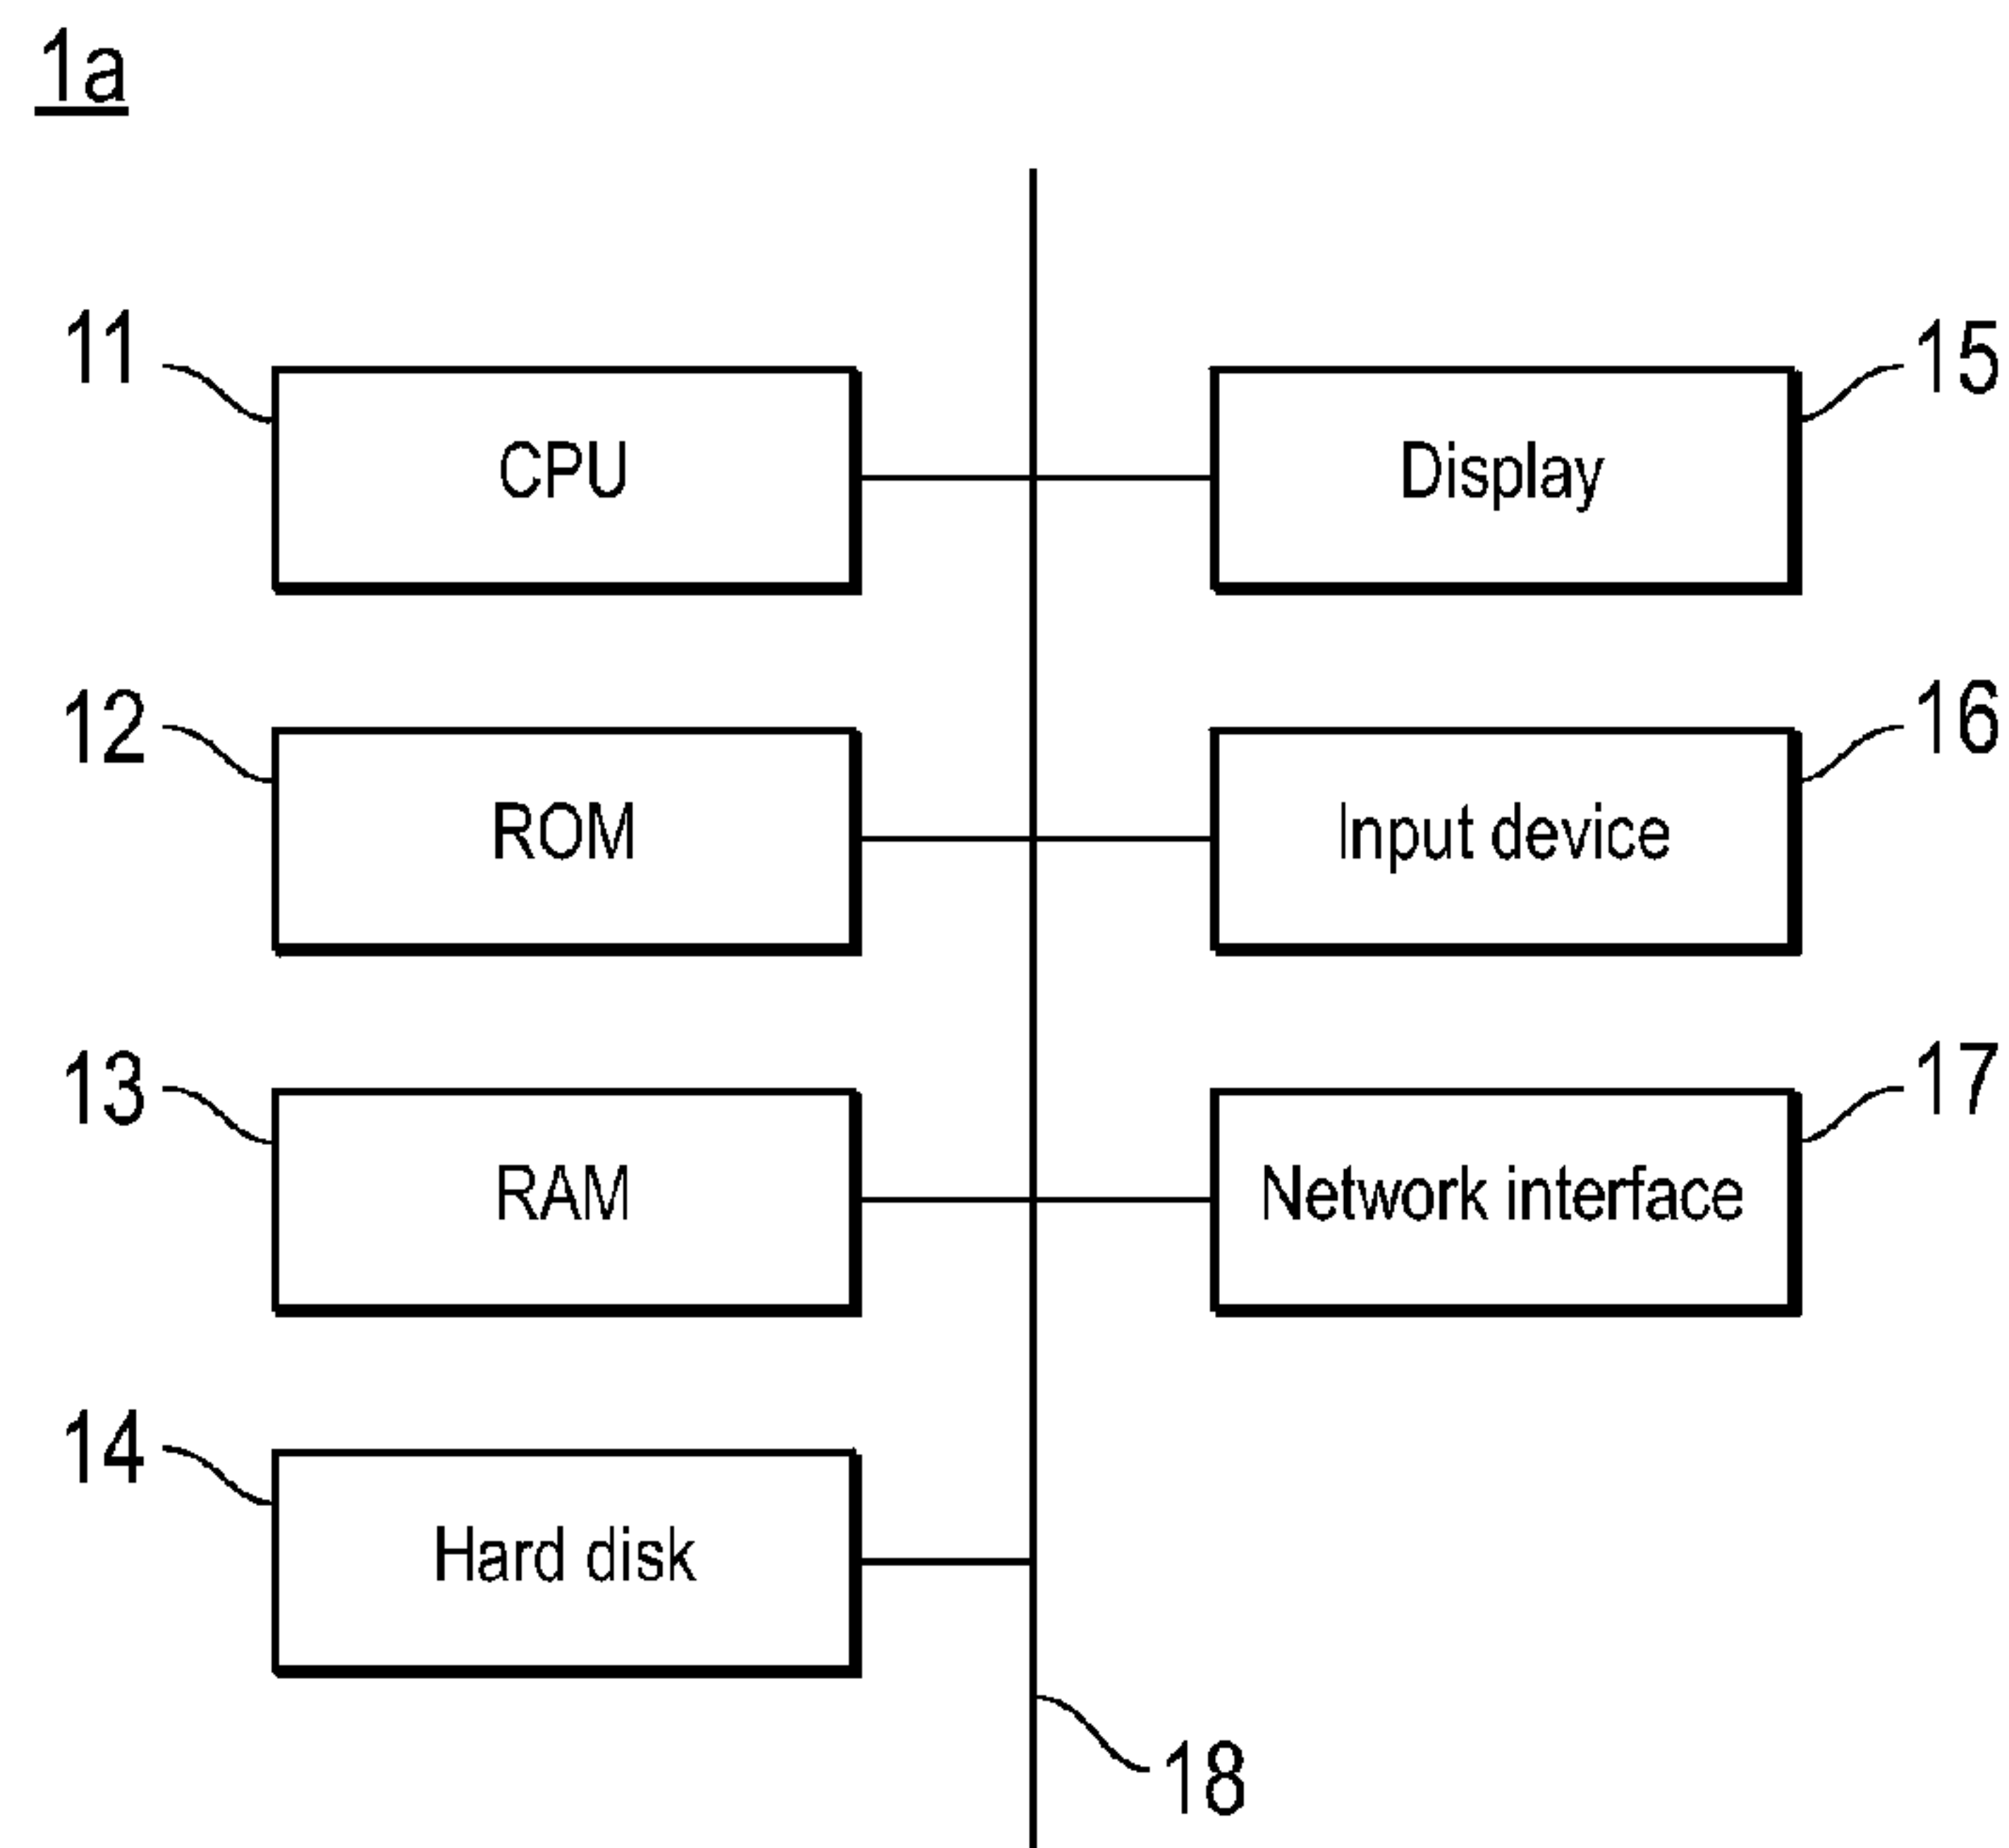 1a
11
CPU
15
Display
12
ROM
16
Input device
13
RAM
17
Network interface
14
Hard disk
18